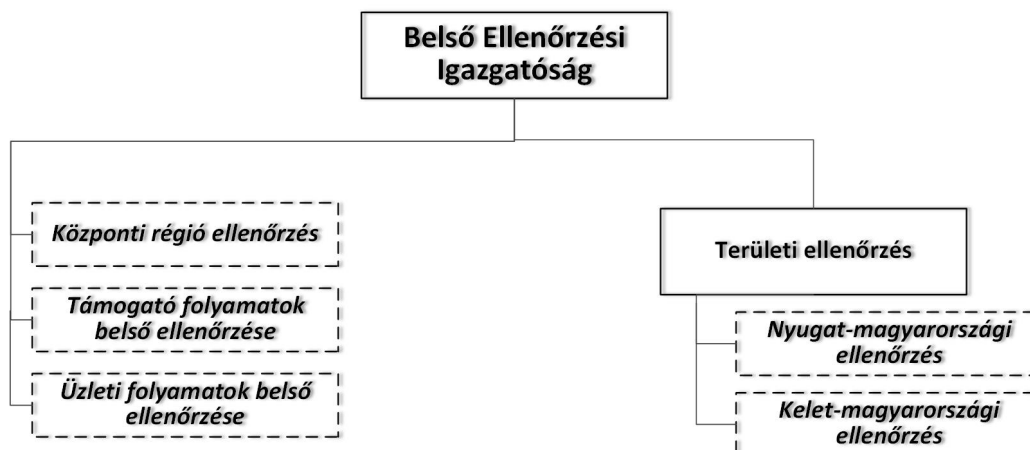 Belső Ellenőrzési
Igazgatóság
Központi régió ellenőrzés
Támogató folyamatok
belső ellenőrzése
Üzleti folyamatok belső
ellenőrzése
Területi ellenőrzés
Nyugat-magyarországi
ellenőrzés
Kelet-magyarországi
ellenőrzés